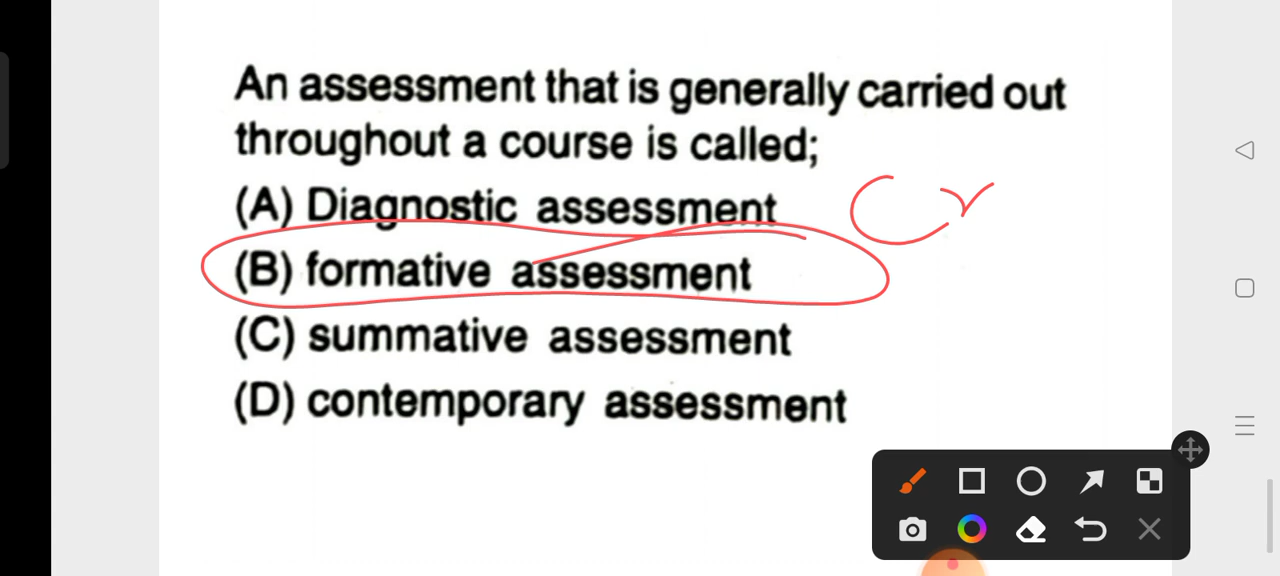 An assessment that is generally carried out
throughout a course is called;
(A) Diagnostic assessment
(B) formative assessment
(C) summative assessment
(D) contemporary assessment